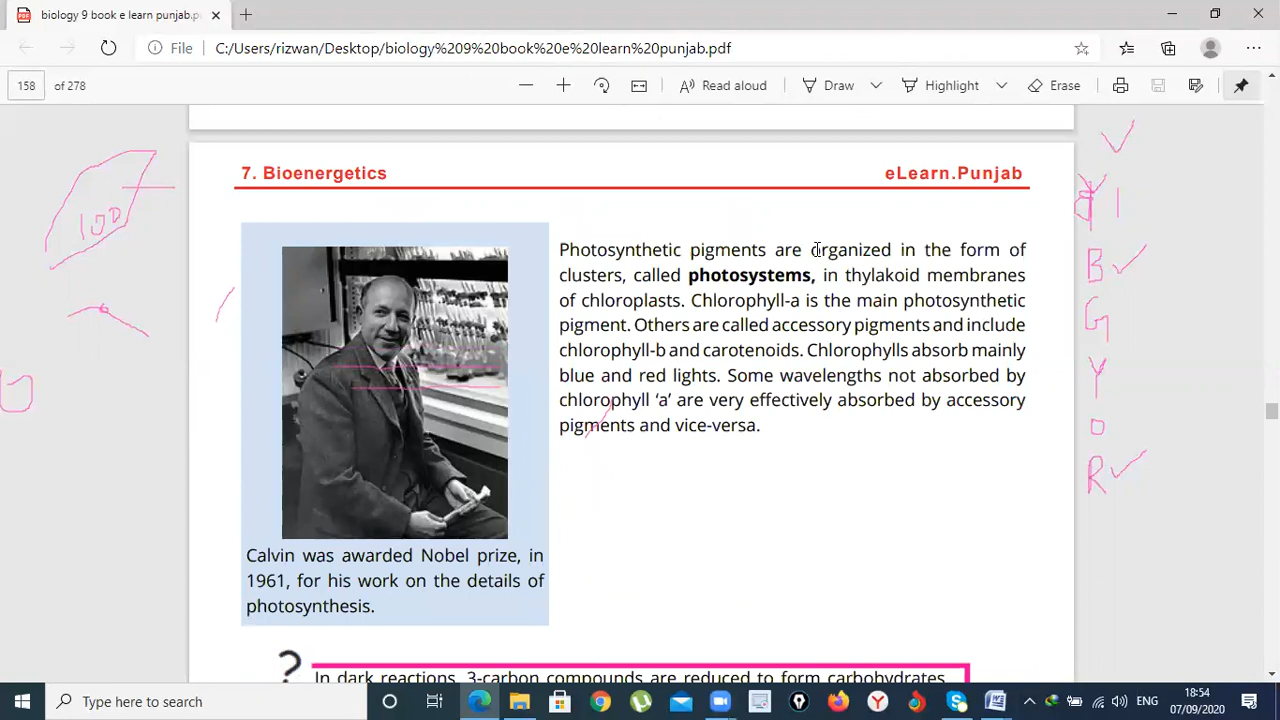 biology 9 book e learn punjab.p
File C:/Users/rizwan/Desktop/biology%209%20book%20e%20learn%20punjab.pdf
158 of 278 Read aloud Draw Highlight Erase
7. Bioenergetics eLearn.Punjab
Photosynthetic pigments are organized in the form of
clusters, called photosystems, in thylakoid membranes
of chloroplasts. Chlorophyll-a is the main photosynthetic
pigment. Others are called accessory pigments and include
chlorophyll-b and carotenoids. Chlorophylls absorb mainly
blue and red lights. Some wavelengths not absorbed by
chlorophyll ‘a’ are very effectively absorbed by accessory
pigments and vice-versa.
Calvin was awarded Nobel prize, in
1961, for his work on the details of
photosynthesis.
100
V
I
B
G
Y
O
R
?
In dark reactions, 3-carbon compounds are reduced to form carbohydrates
Type here to search
ENG
18:54
07/09/2020